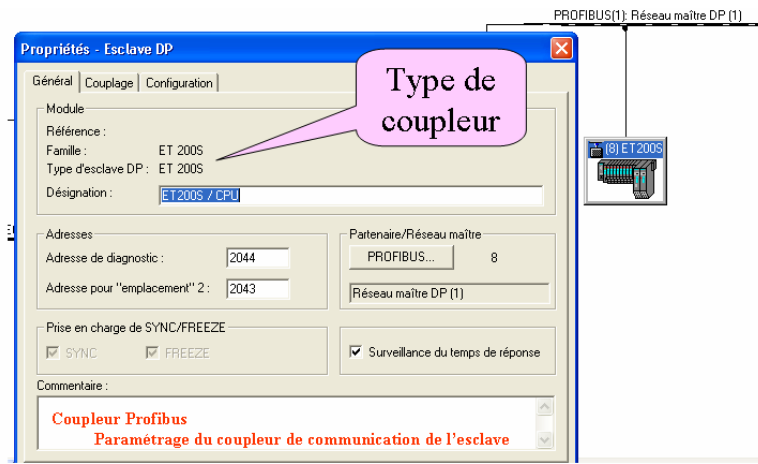 PROFIBUS(1): Réseau maître DP (1)
Propriétés - Esclave DP
Général Couplage Configuration
Type de
coupleur
Module
Référence :
Famille : ET 200S
Type d'esclave DP : ET 200S
Désignation : ET200S / CPU
(8) ET200S
Adresses
Adresse de diagnostic : 2044
Adresse pour "emplacement" 2 : 2043
Partenaire/Réseau maître
PROFIBUS... 8
Réseau maître DP (1)
Prise en charge de SYNC/FREEZE
SYNC FREEZE
Surveillance du temps de réponse
Commentaire :
Coupleur Profibus
Paramétrage du coupleur de communication de l'esclave